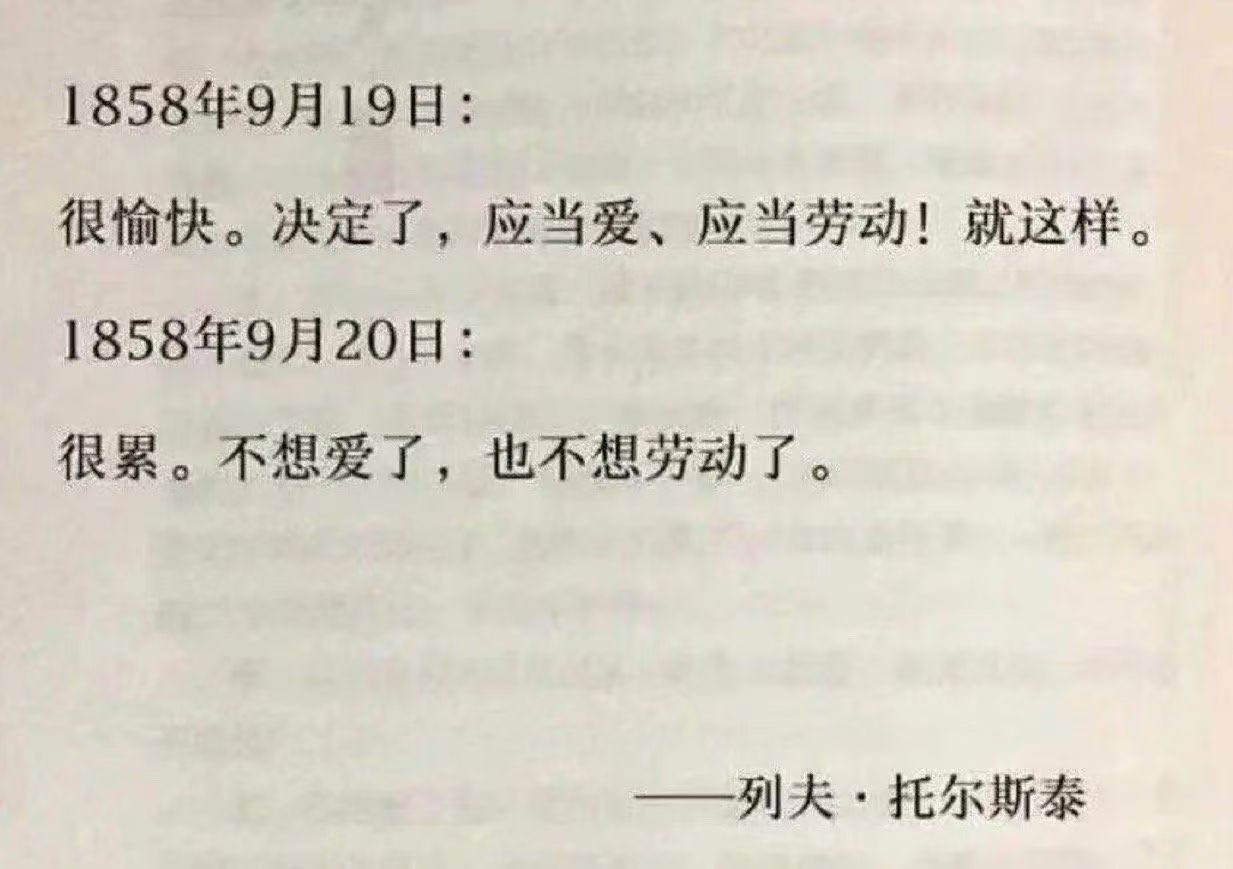 1858年9月19日：
很愉快。决定了，应当爱、应当劳动！就这样。
1858年9月20日：
很累。不想爱了，也不想劳动了。
——列夫·托尔斯泰